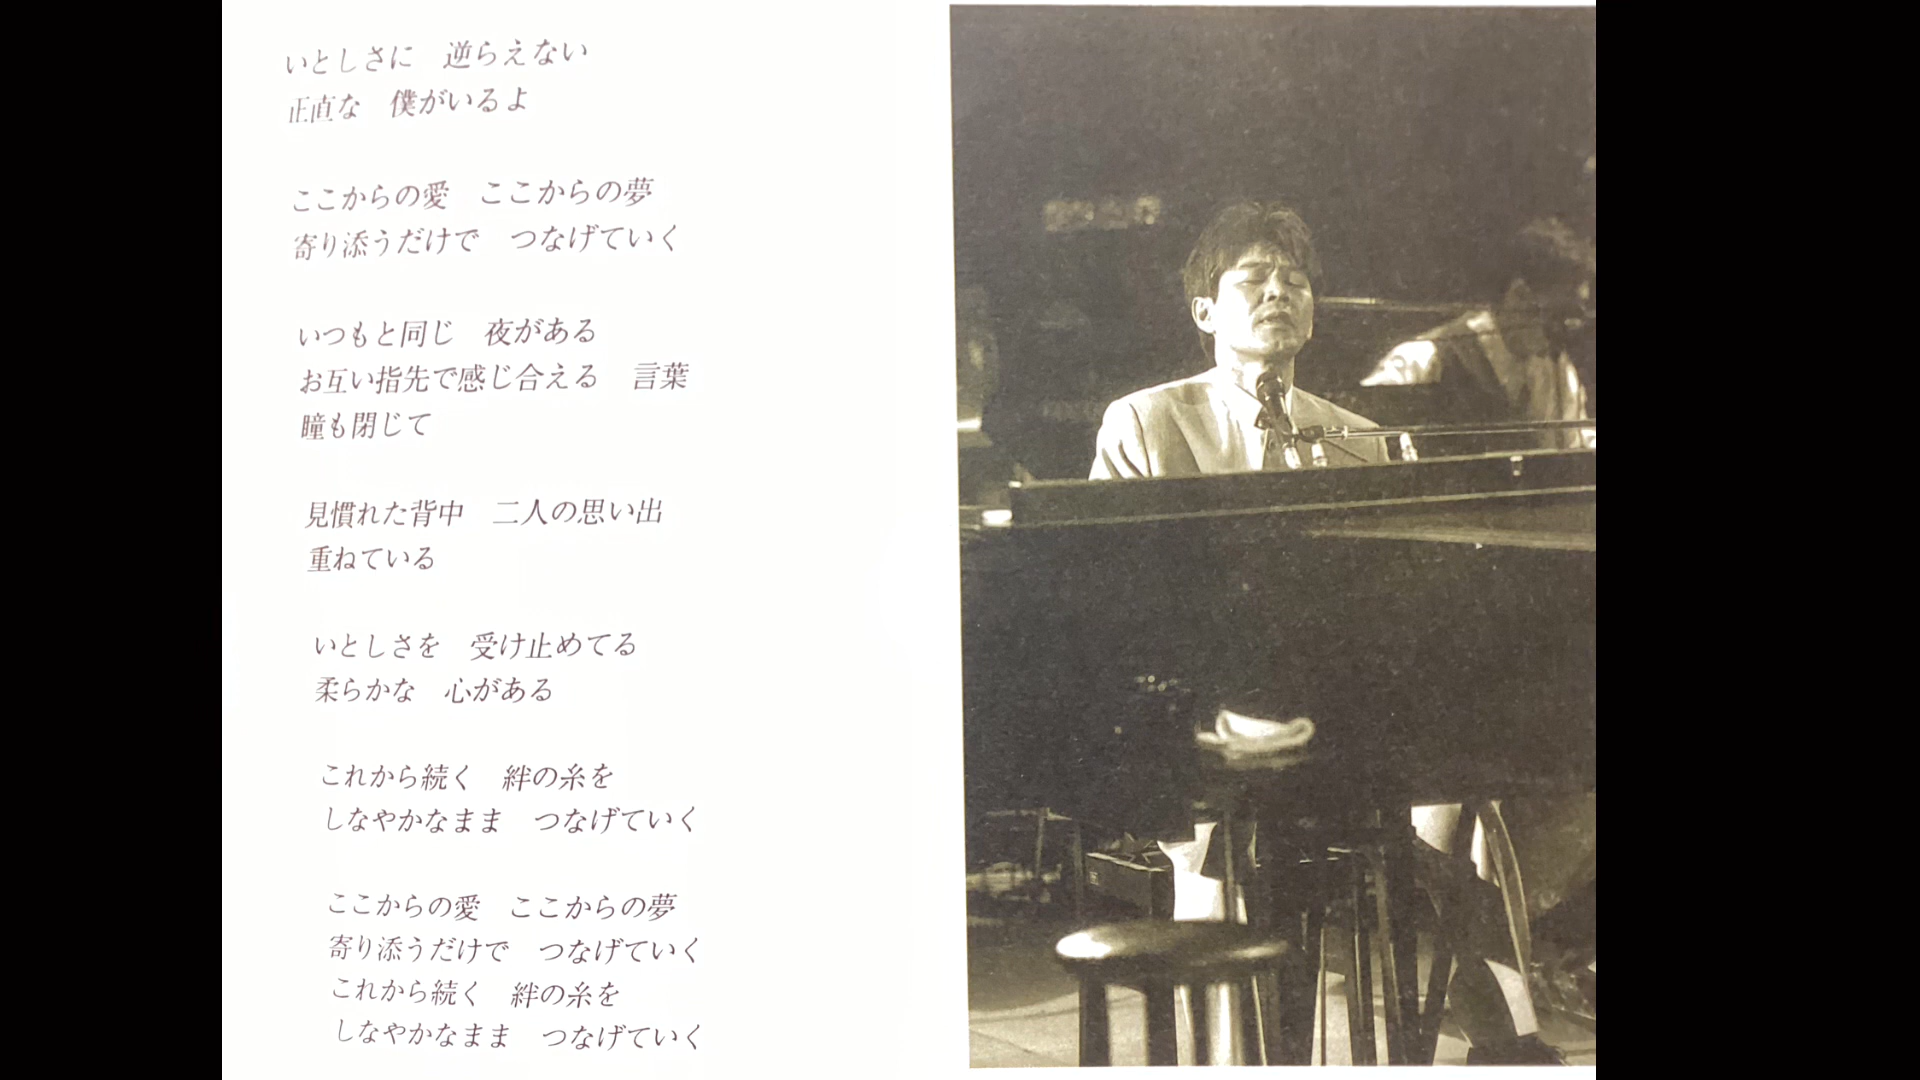 いとしさに　逆らえない
正直な　僕がいるよ
ここからの愛　ここからの夢
寄り添うだけで　つなげていく
いつもと同じ　夜がある
お互い指先で感じ合える　言葉
瞳も閉じて
見慣れた背中　二人の思い出
重ねている
いとしさを　受け止めてる
柔らかな　心がある
これから続く　絆の糸を
しなやかなまま　つなげていく
ここからの愛　ここからの夢
寄り添うだけで　つなげていく
これから続く　絆の糸を
しなやかなまま　つなげていく